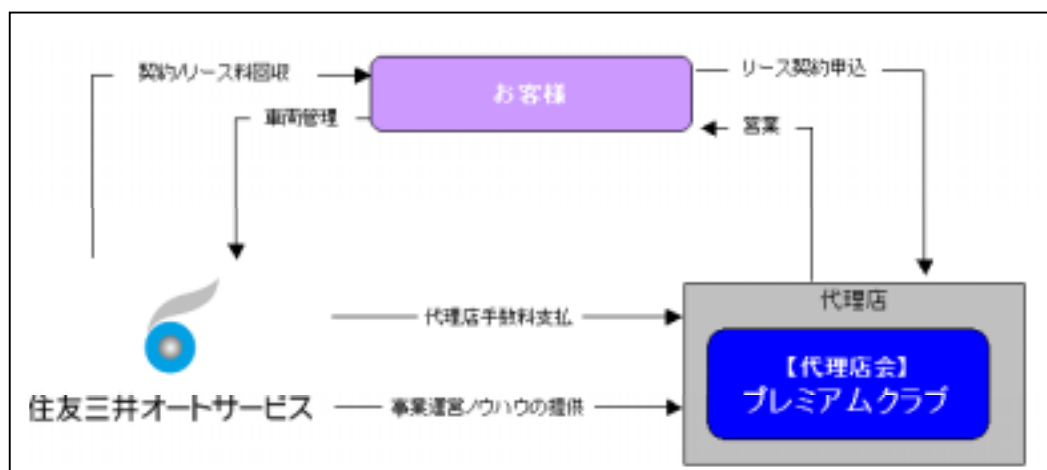 契約/リース料回収
リース契約申込
お客様
車両管理
営業
代理店
代理店手数料支払
【代理店会】
プレミアムクラブ
住友三井オートサービス
事業運営ノウハウの提供